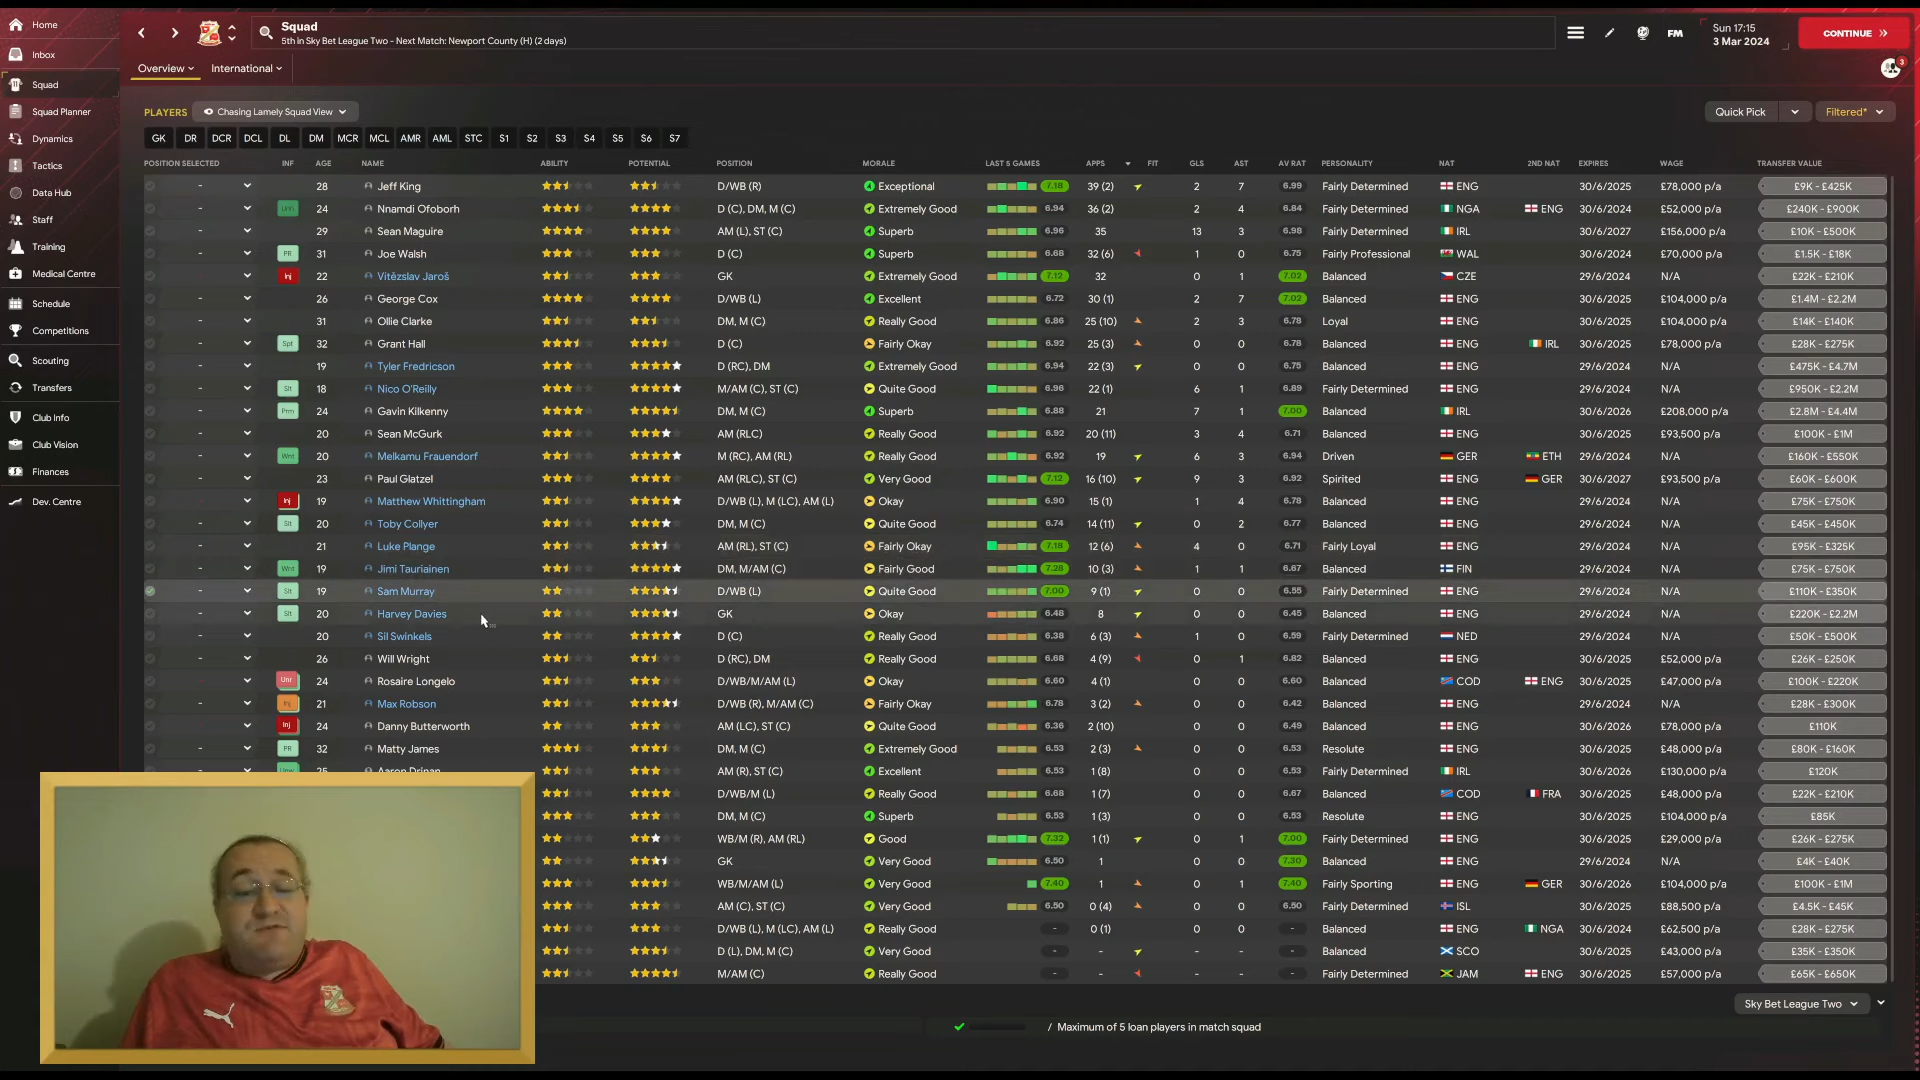 Home
Inbox
Squad
Squad Planner
Dynamics
Tactics
Data Hub
Staff
Training
Medical Centre
Schedule
Competitions
Scouting
Transfers
Club Info
Club Vision
Finances
Dev. Centre
Squad
5th in Sky Bet League Two - Next Match: Newport County (H) (2 days)
FM
Sun 17:15
3 Mar 2024
CONTINUE
3
Overview
International
PLAYERS
Chasing Lamely Squad View
Quick Pick
Filtered*
GK DR DCR DCL DL DM MCR MCL AMR AML STC S1 S2 S3 S4 S5 S6 S7
POSITION SELECTED INF AGE NAME ABILITY POTENTIAL POSITION MORALE LAST 5 GAMES APPS FIT GLS AST AV RAT PERSONALITY NAT 2ND NAT EXPIRES WAGE TRANSFER VALUE
- 28 Jeff King D/WB (R) Exceptional 7.18 39 (2) 2 7 6.99 Fairly Determined ENG 30/6/2025 £78,000 p/a £9K - £425K
- 24 Nnamdi Ofoborh D (C), DM, M (C) Extremely Good 6.94 36 (2) 2 4 6.84 Fairly Determined NGA ENG 30/6/2024 £52,000 p/a £240K - £900K
- 29 Sean Maguire AM (L), ST (C) Superb 6.96 35 13 3 6.98 Fairly Determined IRL 30/6/2027 £156,000 p/a £10K - £500K
- PR 31 Joe Walsh D (C) Superb 6.68 32 (6) 1 0 6.75 Fairly Professional WAL 30/6/2024 £70,000 p/a £1.5K - £18K
- Inj 22 Vitězslav Jaroš GK Extremely Good 7.12 32 0 1 7.02 Balanced CZE 29/6/2024 N/A £22K - £210K
- 26 George Cox D/WB (L) Excellent 6.72 30 (1) 2 7 7.02 Balanced ENG 30/6/2025 £104,000 p/a £1.4M - £2.2M
- 31 Ollie Clarke DM, M (C) Really Good 6.86 25 (10) 2 3 6.78 Loyal ENG 30/6/2025 £104,000 p/a £14K - £140K
- Spt 32 Grant Hall D (C) Fairly Okay 6.92 25 (3) 0 0 6.78 Balanced ENG IRL 30/6/2025 £78,000 p/a £28K - £275K
- 19 Tyler Fredricson D (RC), DM Extremely Good 6.94 22 (3) 0 0 6.75 Balanced ENG 29/6/2024 N/A £475K - £4.7M
- Slt 18 Nico O'Reilly M/AM (C), ST (C) Quite Good 6.96 22 (1) 6 1 6.89 Fairly Determined ENG 29/6/2024 N/A £950K - £2.2M
- Prm 24 Gavin Kilkenny DM, M (C) Superb 6.88 21 7 1 7.00 Balanced IRL 30/6/2026 £208,000 p/a £2.8M - £4.4M
- 20 Sean McGurk AM (RLC) Really Good 6.92 20 (11) 3 4 6.71 Balanced ENG 30/6/2025 £93,500 p/a £100K - £1M
- Wnt 20 Melkamu Frauendorf M (RC), AM (RL) Really Good 6.92 19 6 3 6.94 Driven GER ETH 29/6/2024 N/A £160K - £550K
- 23 Paul Glatzel AM (RLC), ST (C) Very Good 7.12 16 (10) 9 3 6.92 Spirited ENG GER 30/6/2027 £93,500 p/a £60K - £600K
- Inj 19 Matthew Whittingham D/WB (L), M (LC), AM (L) Okay 6.90 15 (1) 1 4 6.78 Balanced ENG 29/6/2024 N/A £75K - £750K
- Slt 20 Toby Collyer DM, M (C) Quite Good 6.74 14 (11) 0 2 6.77 Balanced ENG 29/6/2024 N/A £45K - £450K
- 21 Luke Plange AM (RL), ST (C) Fairly Okay 7.18 12 (6) 4 0 6.71 Fairly Loyal ENG 29/6/2024 N/A £95K - £325K
- Wnt 19 Jimi Tauriainen DM, M/AM (C) Fairly Good 7.28 10 (3) 1 1 6.67 Balanced FIN 29/6/2024 N/A £75K - £750K
- Slt 19 Sam Murray D/WB (L) Quite Good 7.00 9 (1) 0 0 6.55 Fairly Determined ENG 29/6/2024 N/A £110K - £350K
- Slt 20 Harvey Davies GK Okay 6.48 8 0 0 6.45 Balanced ENG 29/6/2024 N/A £220K - £2.2M
- 20 Sil Swinkels D (C) Really Good 6.38 6 (3) 1 0 6.59 Fairly Determined NED 29/6/2024 N/A £50K - £500K
- 26 Will Wright D (RC), DM Really Good 6.68 4 (9) 0 1 6.82 Balanced ENG 30/6/2025 £52,000 p/a £26K - £250K
- Unr 24 Rosaire Longelo D/WB/M/AM (L) Okay 6.60 4 (1) 0 0 6.60 Balanced COD ENG 30/6/2025 £47,000 p/a £100K - £220K
- Inj 21 Max Robson D/WB (R), M/AM (C) Fairly Okay 6.78 3 (2) 0 0 6.42 Balanced ENG 29/6/2024 N/A £28K - £300K
- Inj 24 Danny Butterworth AM (LC), ST (C) Quite Good 6.36 2 (10) 0 0 6.49 Balanced ENG 30/6/2026 £78,000 p/a £110K
- PR 32 Matty James DM, M (C) Extremely Good 6.53 2 (3) 0 0 6.53 Resolute ENG 30/6/2025 £48,000 p/a £80K - £160K
AM (R), ST (C) Excellent 6.53 1 (8) 0 0 6.53 Fairly Determined IRL 30/6/2026 £130,000 p/a £120K
D/WB/M (L) Really Good 6.68 1 (7) 0 0 6.67 Balanced COD FRA 30/6/2025 £48,000 p/a £22K - £210K
DM, M (C) Superb 6.53 1 (3) 0 0 6.53 Resolute ENG 30/6/2025 £104,000 p/a £85K
WB/M (R), AM (RL) Good 7.32 1 (1) 0 1 7.00 Fairly Determined ENG 30/6/2025 £29,000 p/a £26K - £275K
GK Very Good 6.50 1 0 0 7.30 Balanced ENG 29/6/2024 N/A £4K - £40K
WB/M/AM (L) Very Good 7.40 1 0 1 7.40 Fairly Sporting ENG GER 30/6/2026 £104,000 p/a £100K - £1M
AM (C), ST (C) Very Good 6.50 0 (4) 0 0 6.50 Fairly Determined ISL 30/6/2025 £88,500 p/a £4.5K - £45K
D/WB (L), M (LC), AM (L) Really Good - 0 (1) 0 0 - Balanced ENG NGA 30/6/2024 £62,500 p/a £28K - £275K
D (L), DM, M (C) Very Good - - - - - Balanced SCO 30/6/2025 £43,000 p/a £35K - £350K
M/AM (C) Really Good - - - - - Fairly Determined JAM ENG 30/6/2025 £57,000 p/a £65K - £650K
Sky Bet League Two
/ Maximum of 5 loan players in match squad